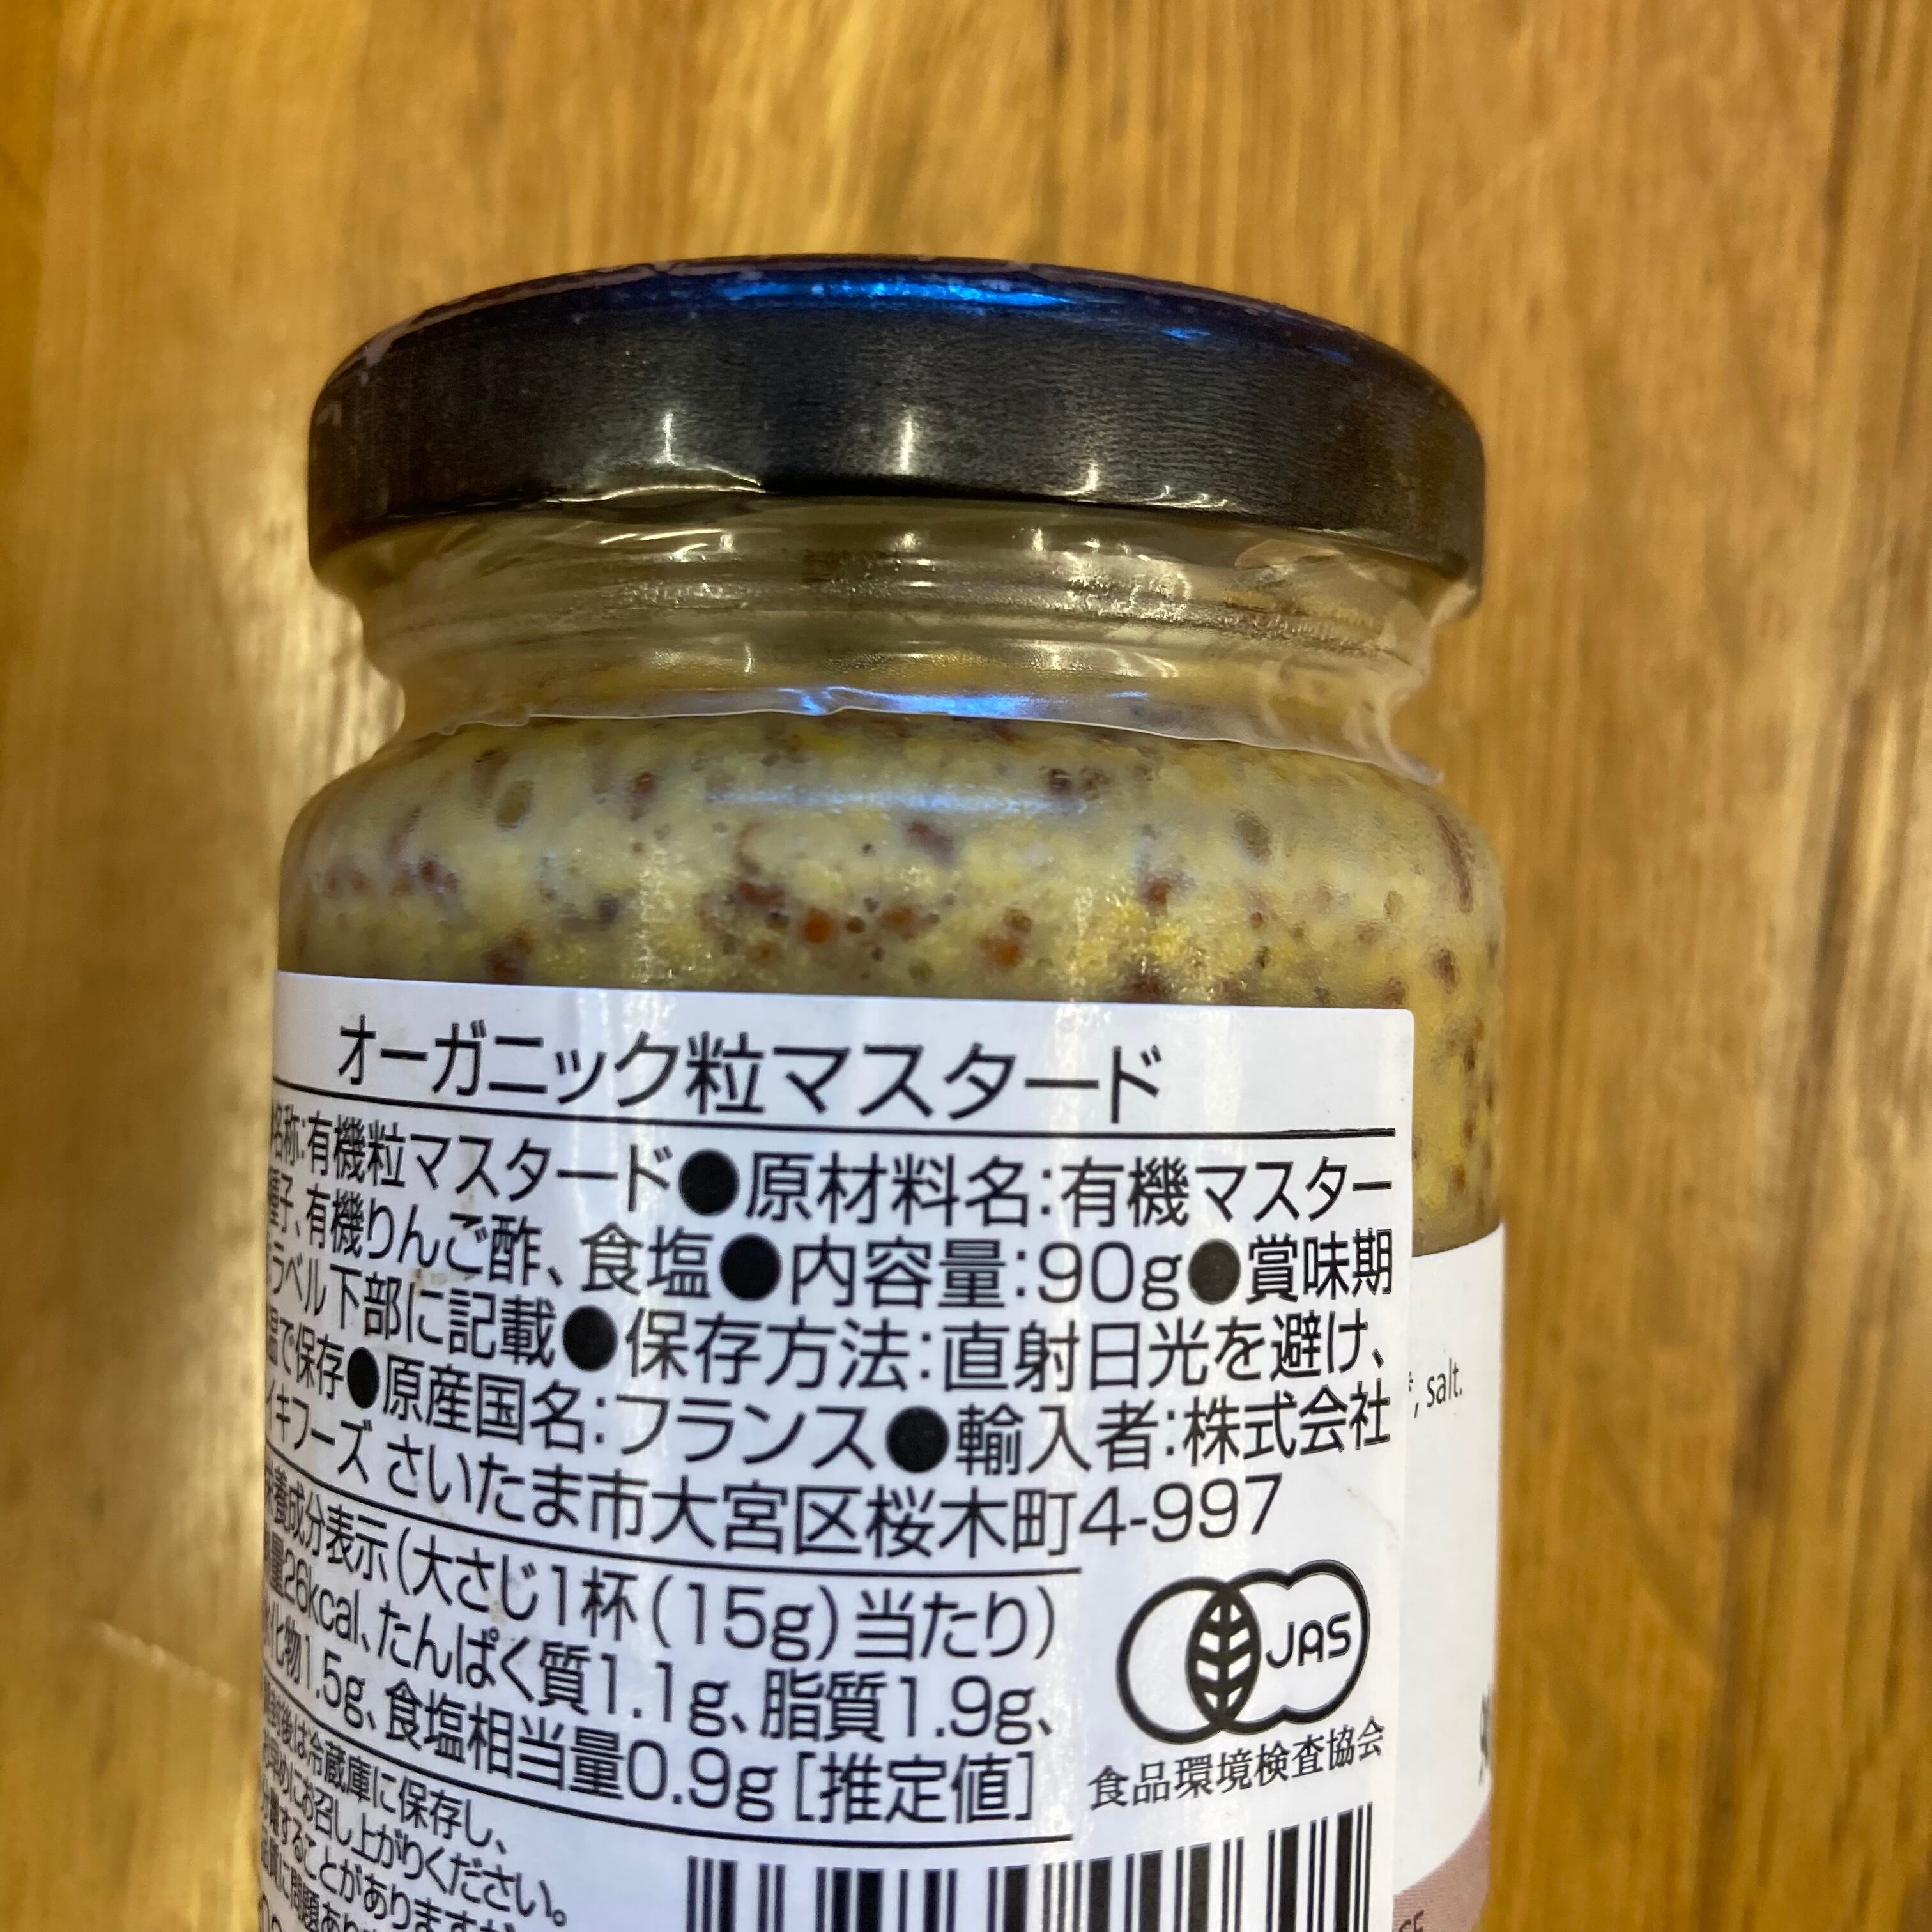 オーガニック粒マスタード
名称:有機粒マスタード●原材料名:有機マスター
種子、有機りんご酢、食塩●内容量:90g●賞味期
ラベル下部に記載●保存方法:直射日光を避け、
で保存●原産国名:フランス●輸入者:株式会社
イキフーズ さいたま市大宮区桜木町4-997
栄養成分表示(大さじ1杯(15g)当たり)
量26kcal、たんぱく質1.1g、脂質1.9g、
化物1.5g、食塩相当量0.9g[推定値]
後は冷蔵庫に保存し、
早めにお召し上がりください。
することがありますが
JAS
食品環境検査協会
, salt.